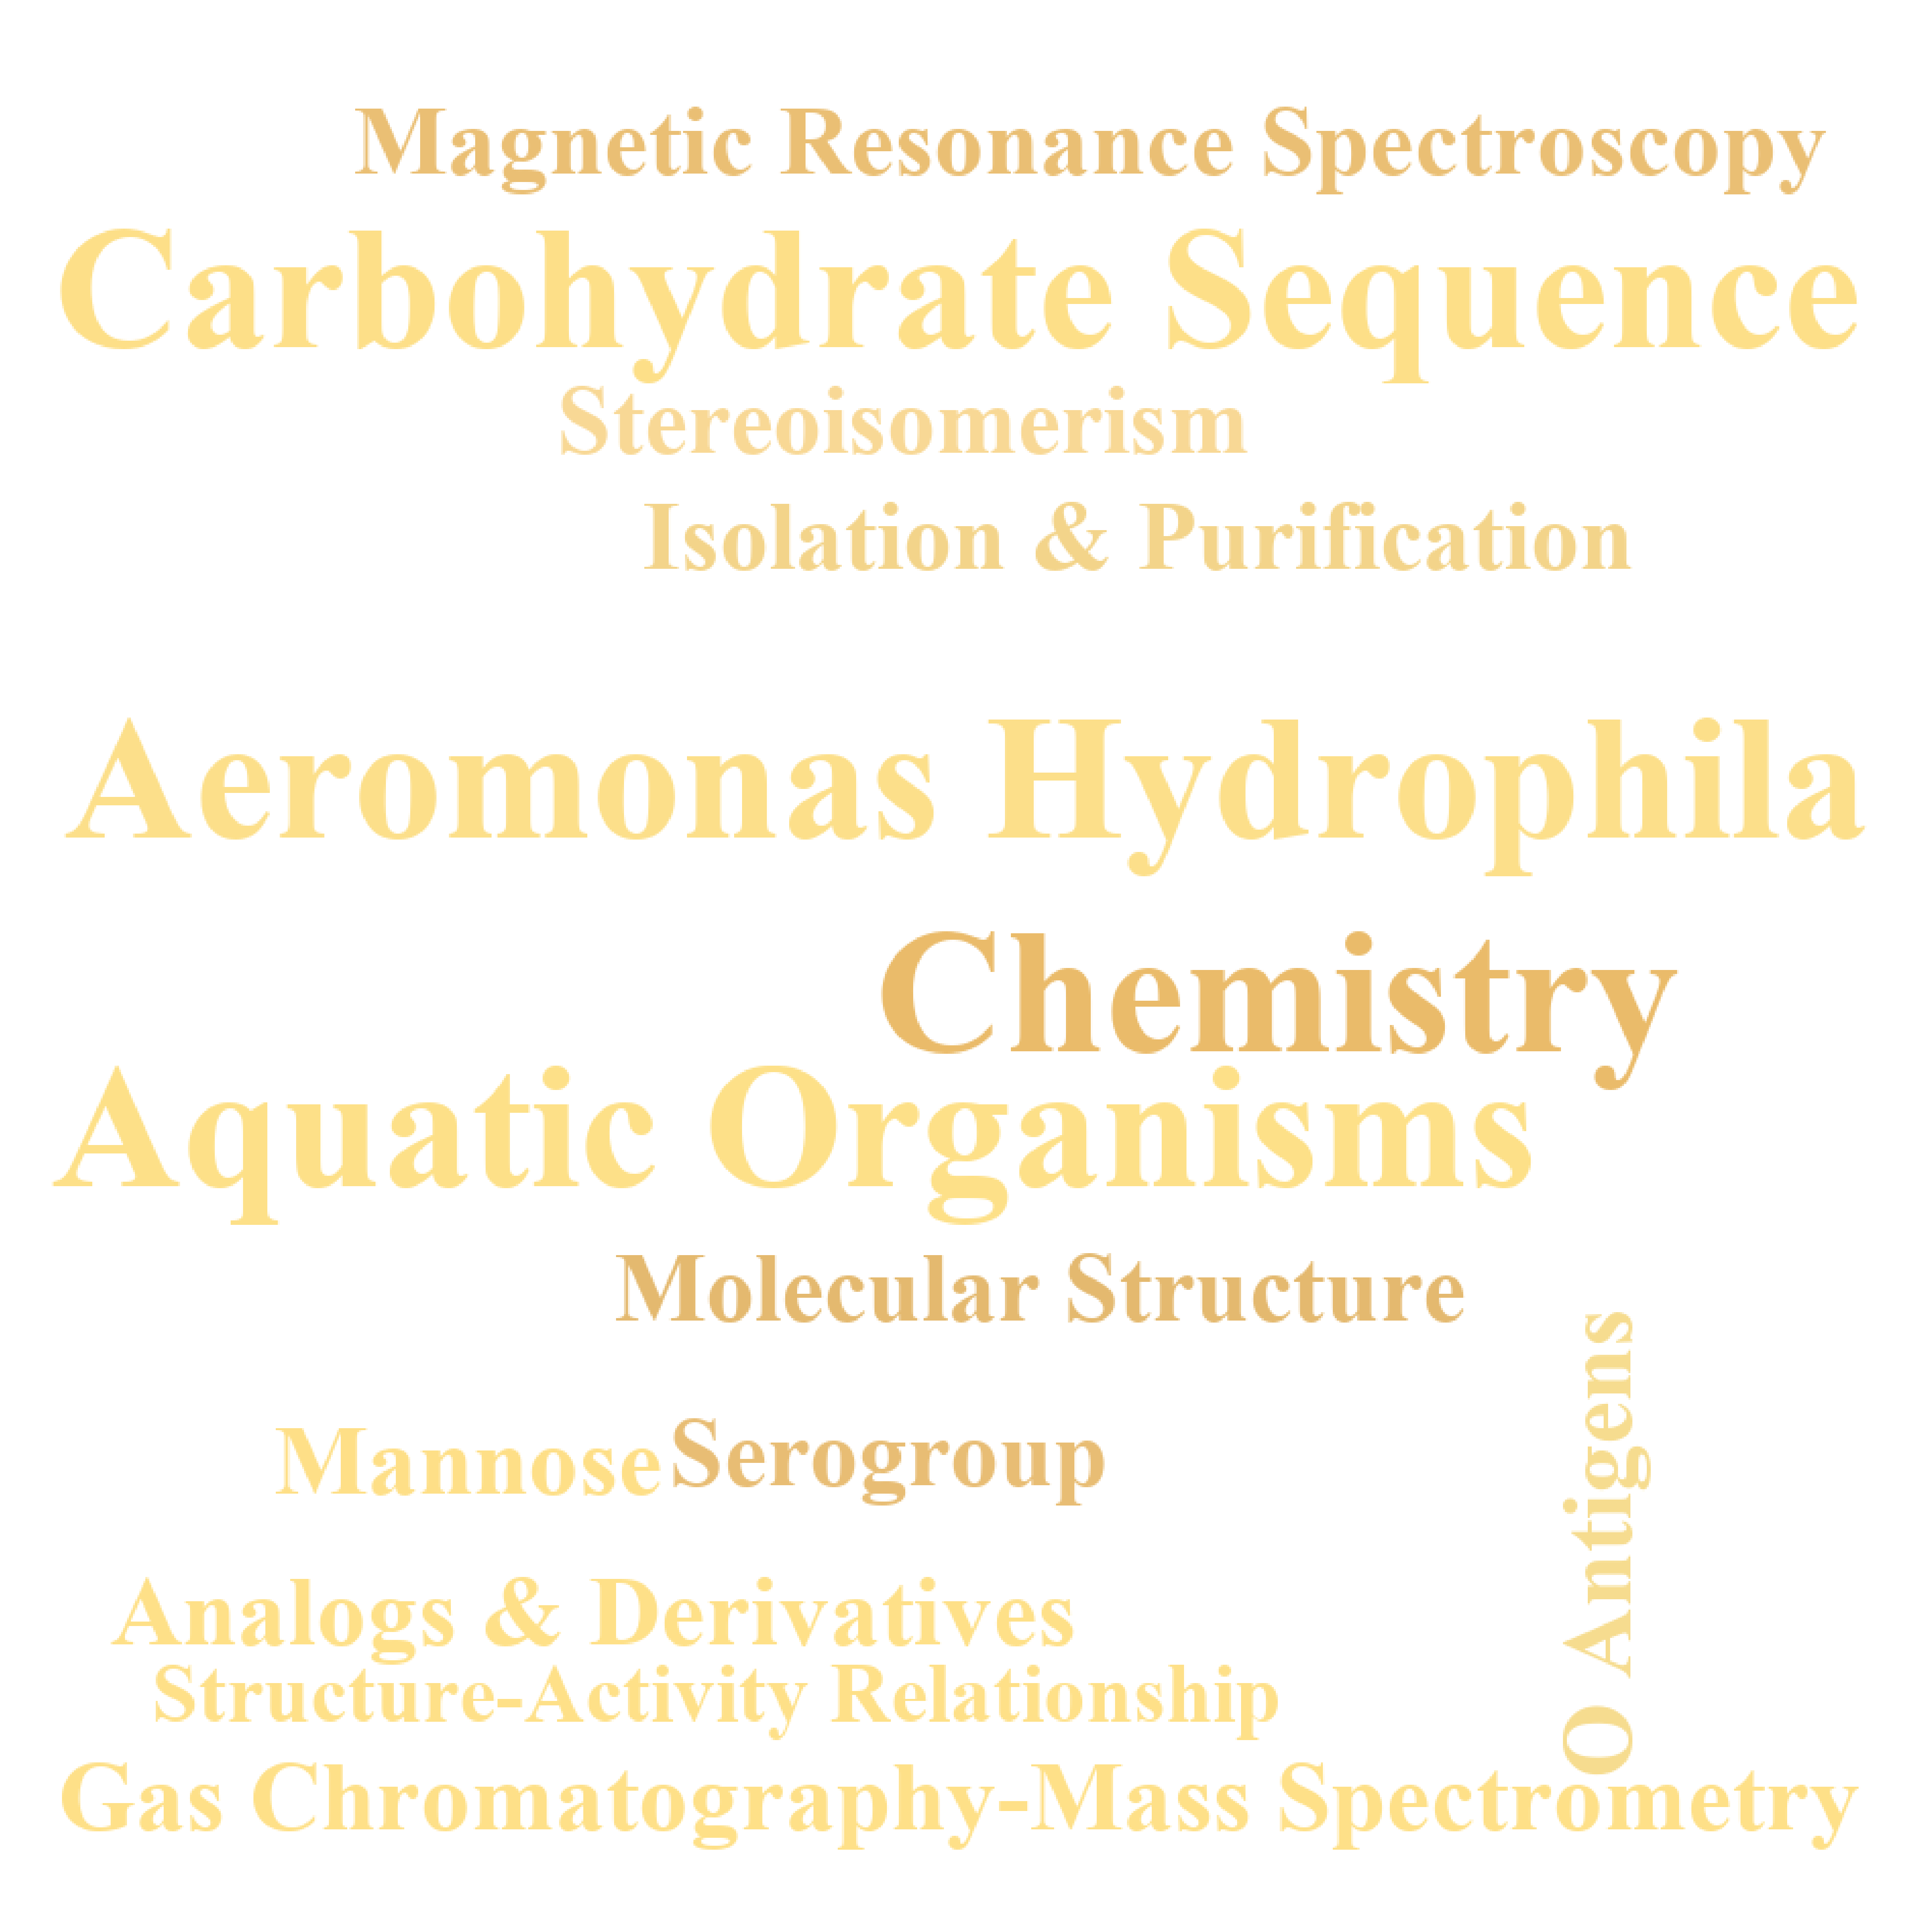 Magnetic Resonance Spectroscopy
Carbohydrate Sequence
Stereoisomerism
Isolation & Purification
Aeromonas Hydrophila
Chemistry
Aquatic Organisms
Molecular Structure
O Antigens
Mannose
Serogroup
Analogs & Derivatives
Structure-Activity Relationship
Gas Chromatography-Mass Spectrometry